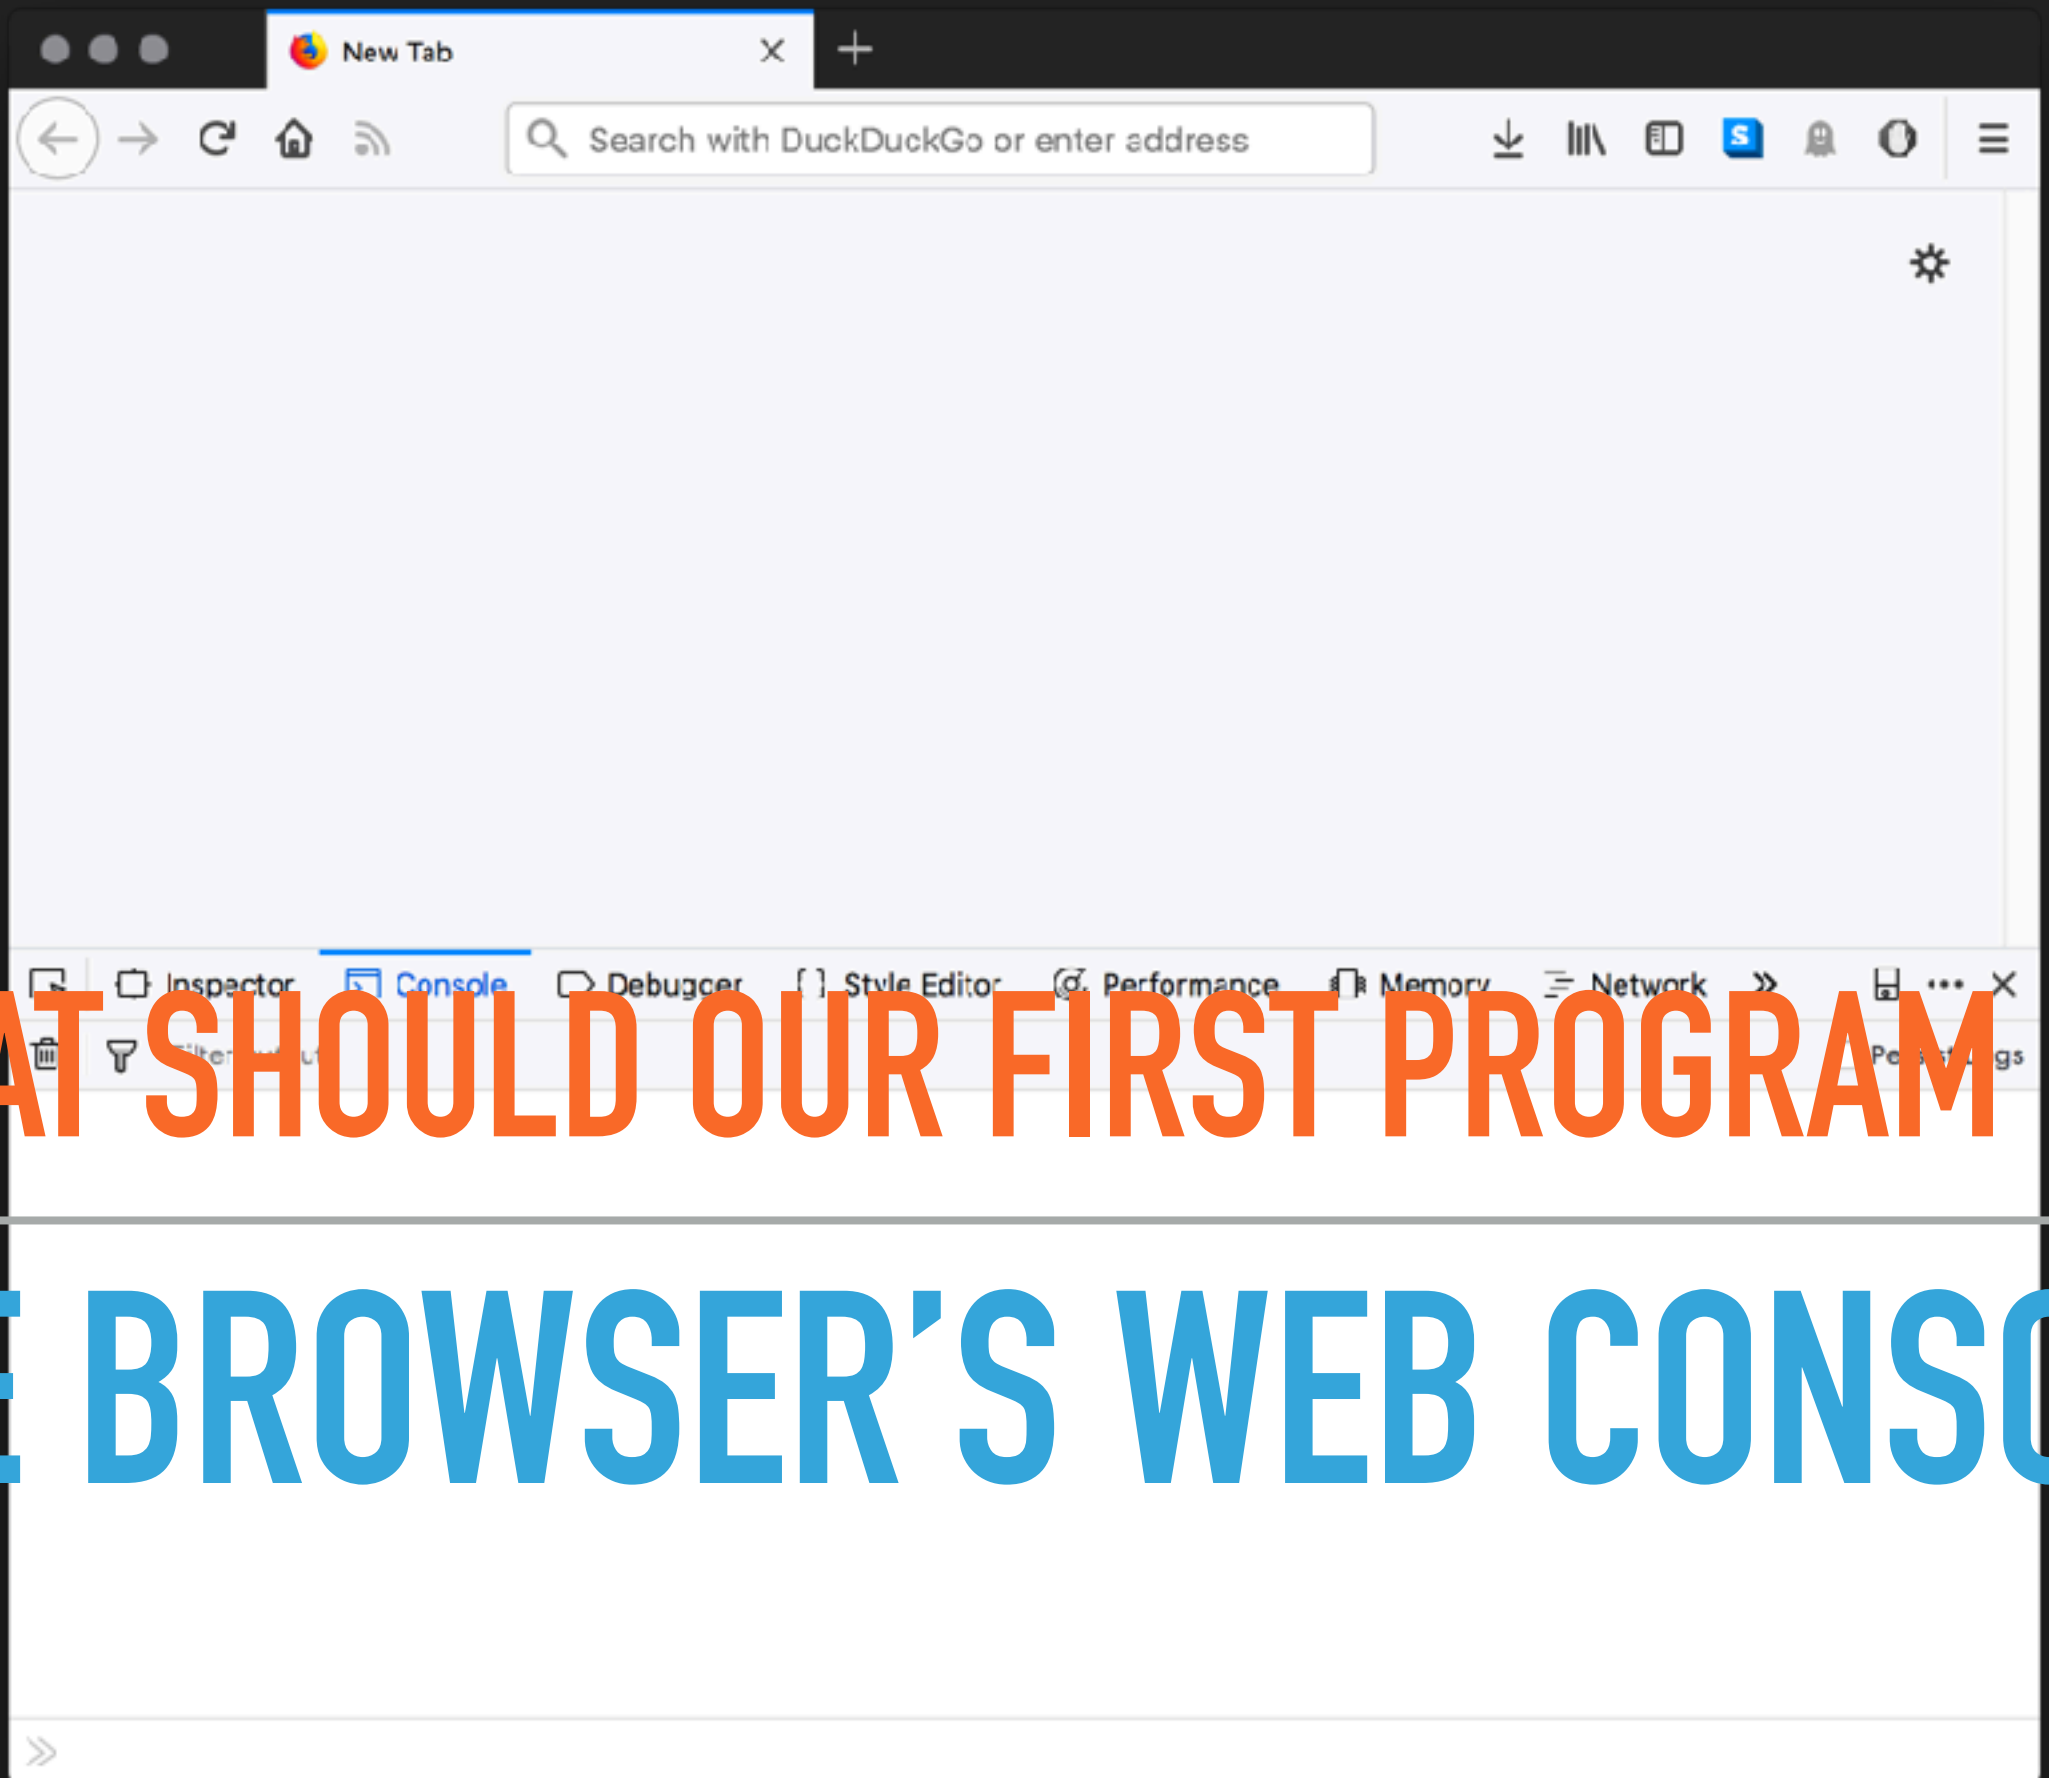 New Tab
Search with DuckDuckGo or enter address
S
Inspector Console Debugger Style Editor Performance Memory Network
AT SHOULD OUR FIRST PROGRAM
E BROWSER’S WEB CONSO